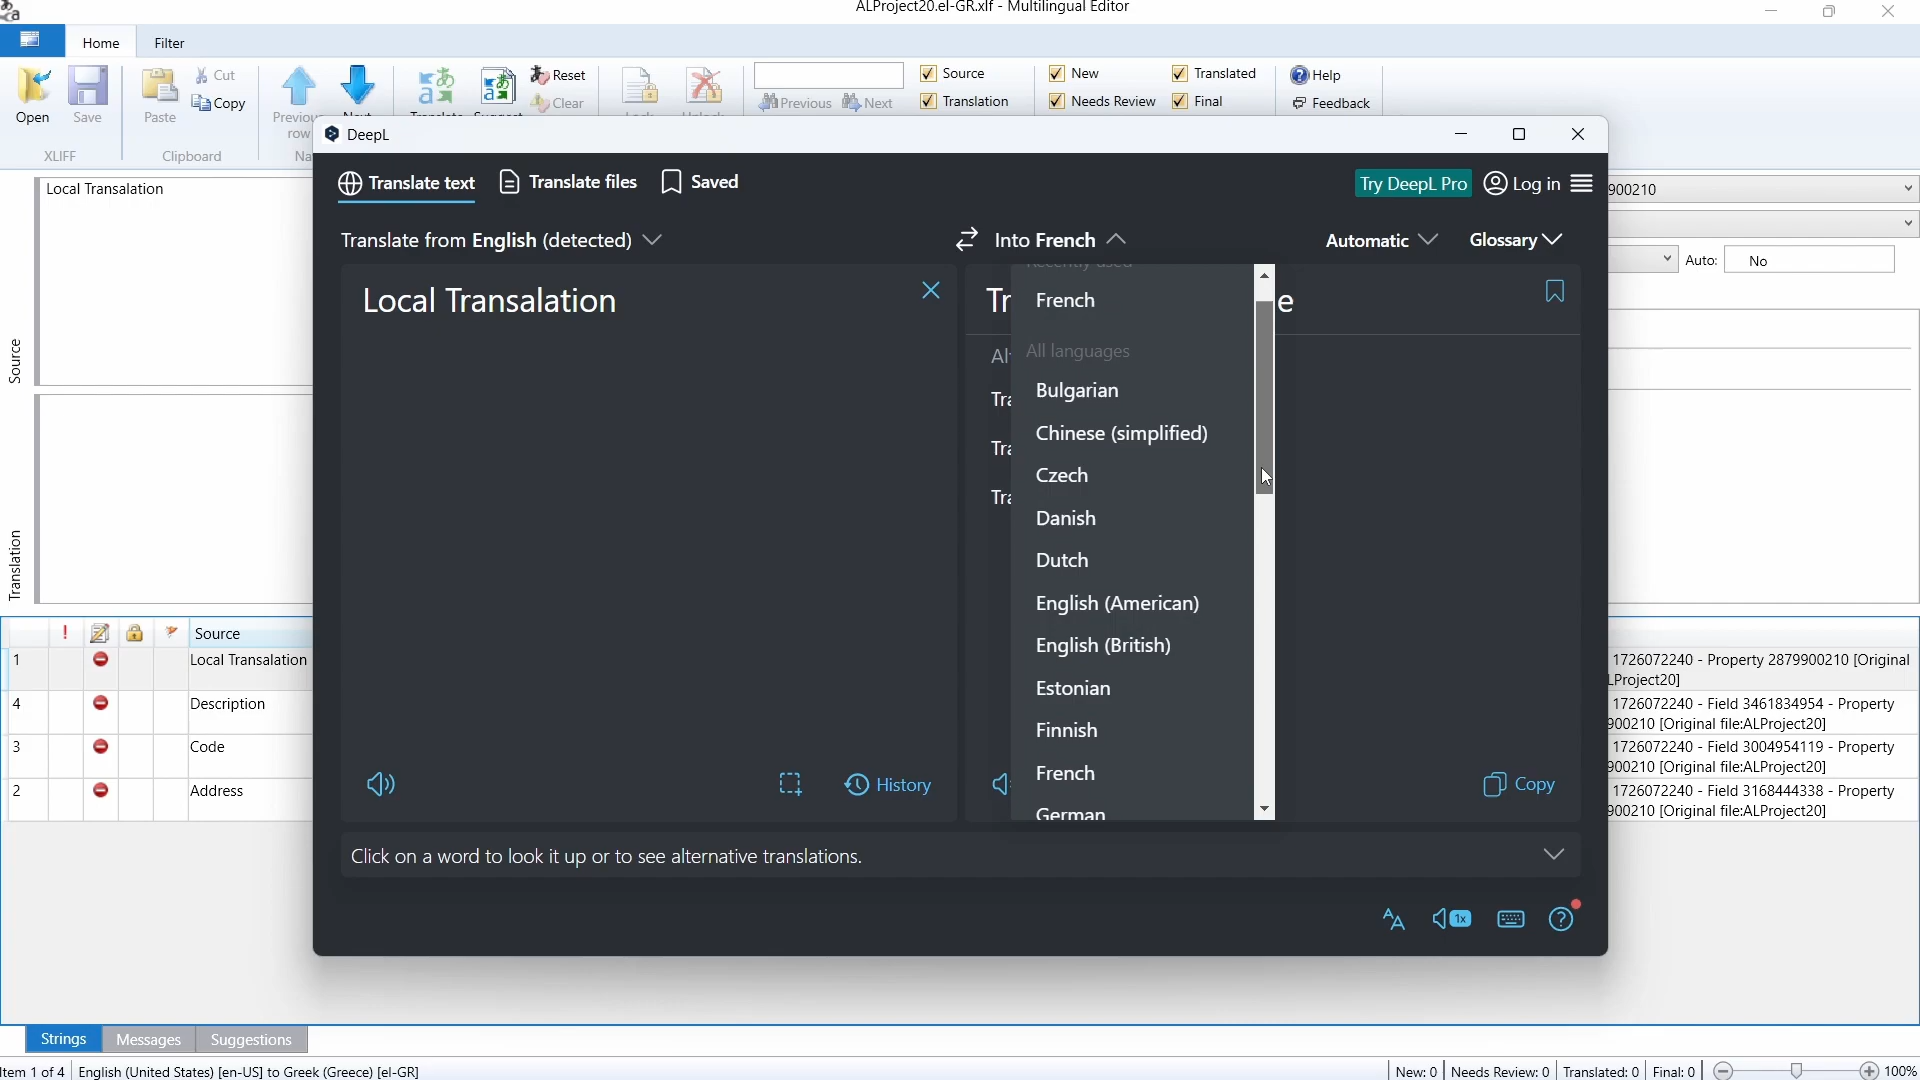 ALProject20.el-GR.xlf - Multilingual Editor
Home Filter
Open Save Paste Cut Copy
Reset Clear
Previous Next
Source Translation
New Needs Review Translated Final
Help Feedback
row
XLIFF Clipboard
DeepL
Translate text Translate files Saved
Try DeepL Pro Log in
900210
Translate from English (detected) Into French Automatic Glossary
Auto: No
Source
Local Transalation
Translation
Local Transalation
French
All languages
Bulgarian
Chinese (simplified)
Czech
Danish
Dutch
English (American)
English (British)
Estonian
Finnish
French
German
History
Copy
Click on a word to look it up or to see alternative translations.
1x
Source
1 Local Transalation 1726072240 - Property 2879900210 [Original
LProject20]
4 Description 1726072240 - Field 3461834954 - Property
900210 [Original file:ALProject20]
3 Code 1726072240 - Field 3004954119 - Property
900210 [Original file:ALProject20]
2 Address 1726072240 - Field 3168444338 - Property
900210 [Original file:ALProject20]
Strings Messages Suggestions
Item 1 of 4 English (United States) [en-US] to Greek (Greece) [el-GR] New: 0 Needs Review: 0 Translated: 0 Final: 0 100%